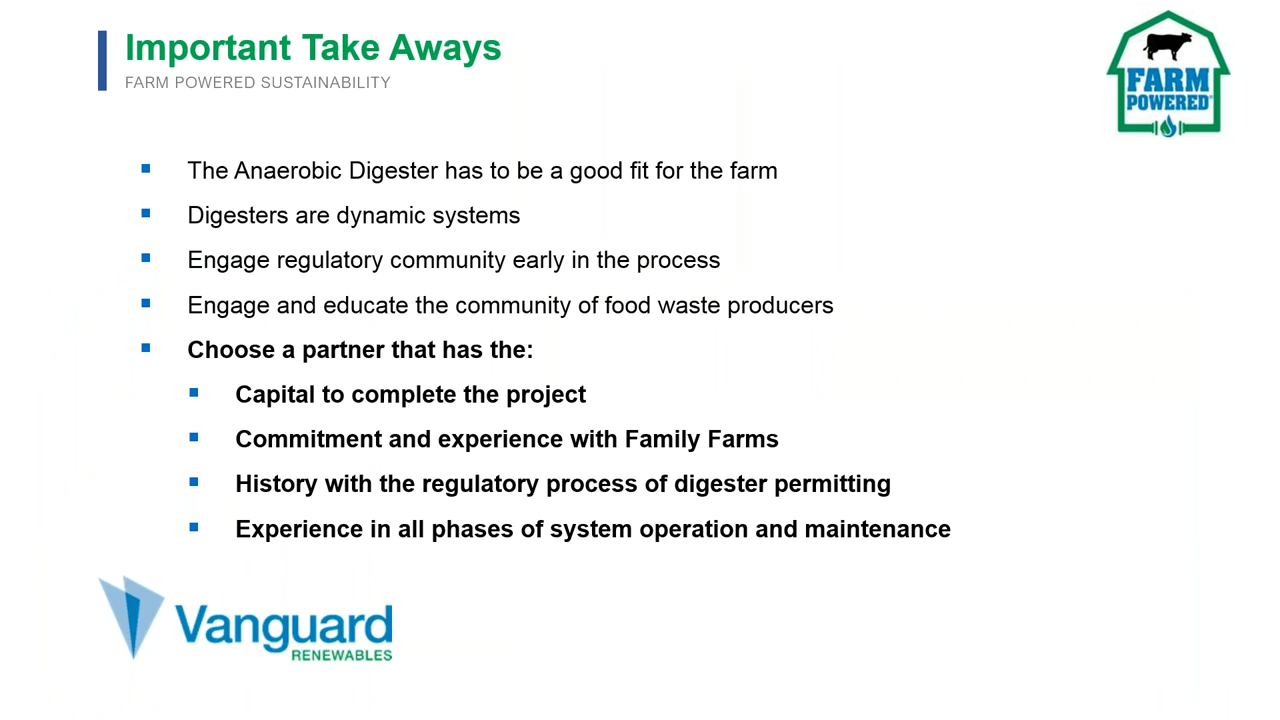 Important Take Aways
FARM POWERED SUSTAINABILITY
FARM
POWERED®
The Anaerobic Digester has to be a good fit for the farm
Digesters are dynamic systems
Engage regulatory community early in the process
Engage and educate the community of food waste producers
Choose a partner that has the:
Capital to complete the project
Commitment and experience with Family Farms
History with the regulatory process of digester permitting
Experience in all phases of system operation and maintenance
Vanguard
RENEWABLES